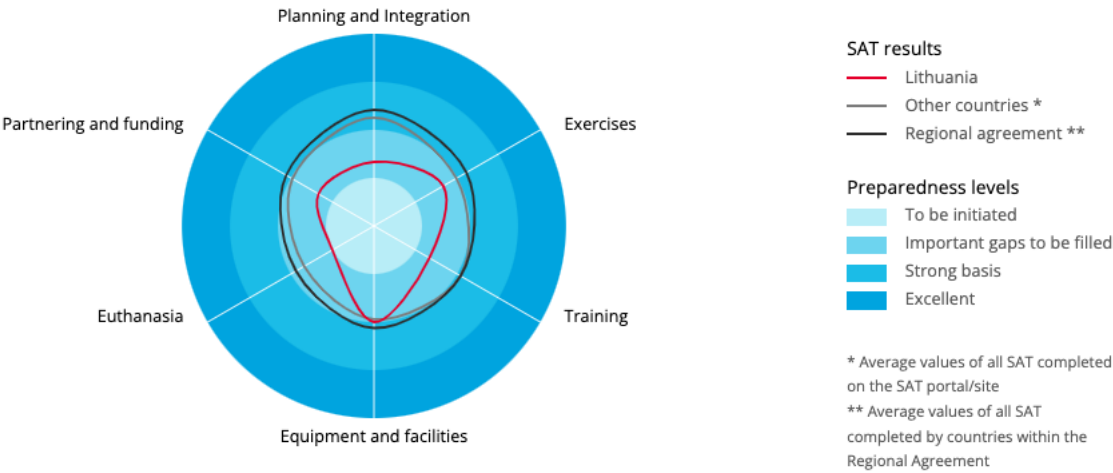 Planning and Integration
Partnering and funding
Exercises
Euthanasia
Training
Equipment and facilities
SAT results
Lithuania
Other countries *
Regional agreement **
Preparedness levels
To be initiated
Important gaps to be filled
Strong basis
Excellent
* Average values of all SAT completed
on the SAT portal/site
** Average values of all SAT
completed by countries within the
Regional Agreement